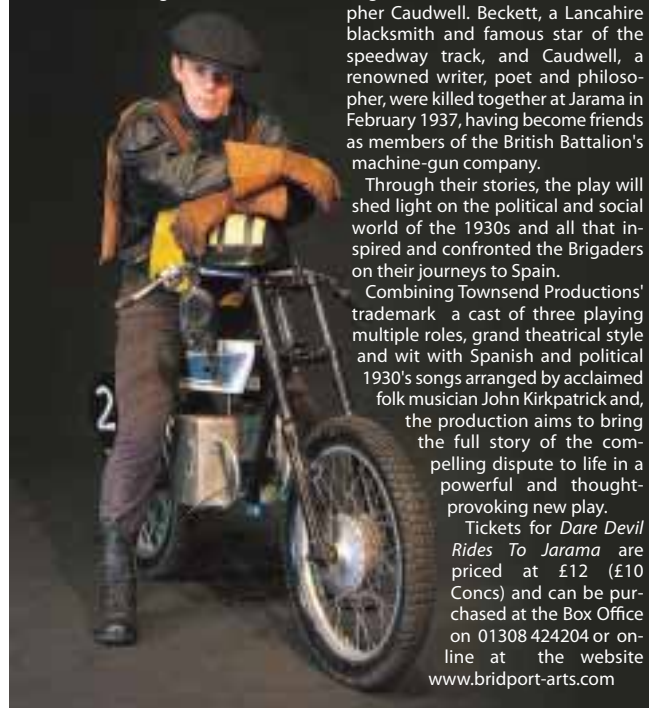 pher Caudwell. Beckett, a Lancahire
blacksmith and famous star of the
speedway track, and Caudwell, a
renowned writer, poet and philoso-
pher, were killed together at Jarama in
February 1937, having become friends
as members of the British Battalion's
machine-gun company.
Through their stories, the play will
shed light on the political and social
world of the 1930s and all that in-
spired and confronted the Brigaders
on their journeys to Spain.
Combining Townsend Productions'
trademark a cast of three playing
multiple roles, grand theatrical style
and wit with Spanish and political
1930's songs arranged by acclaimed
folk musician John Kirkpatrick and,
the production aims to bring
the full story of the com-
pelling dispute to life in a
powerful and thought-
provoking new play.
Tickets for Dare Devil
Rides To Jarama are
priced at £12 (£10
Concs) and can be pur-
chased at the Box Office
on 01308 424204 or on-
line at the website
www.bridport-arts.com
2